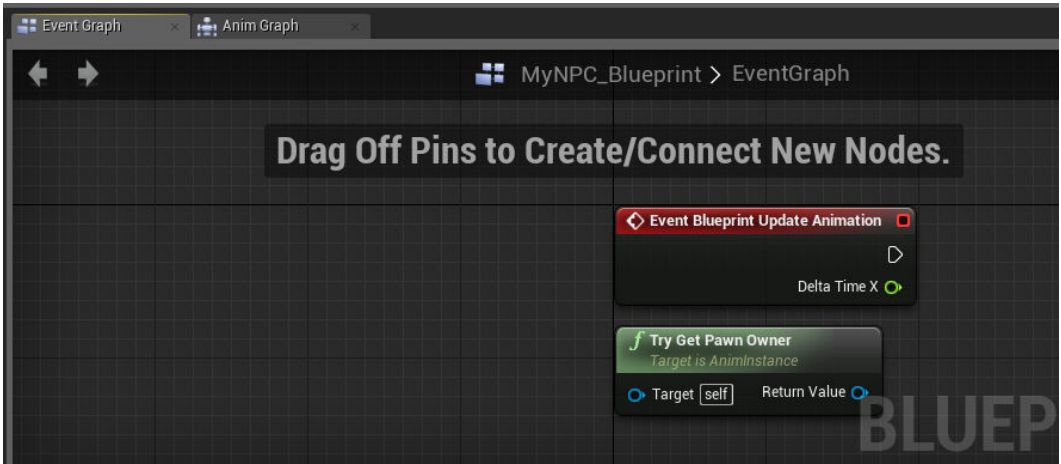 Event Graph Anim Graph
MyNPC_Blueprint > EventGraph
Drag Off Pins to Create/Connect New Nodes.
Event Blueprint Update Animation
Delta Time X
f Try Get Pawn Owner
Target is AnimInstance
Target self Return Value
BLUEP